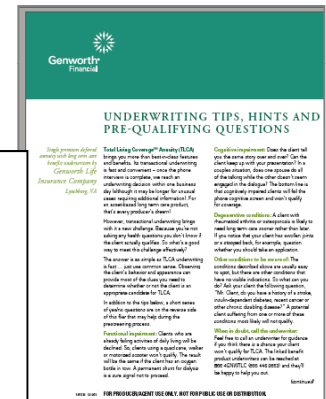 Genworth
Financial
UNDERWRITING TIPS, HINTS AND
PRE-QUALIFYING QUESTIONS
Single premium deferred
annuity with long term care
benefits underwritten by
Genworth Life
Insurance Company
Lynchburg, VA
Total Living Coverage℠ Annuity (TLCA)
brings you more than best-in-class features
and benefits. Its transactional underwriting
is fast and convenient – once the phone
interview is complete, we reach an
underwriting decision within one business
day (although it may be longer for unusual
cases requiring additional information). For
an asset-based long term care product,
that's every producer's dream!
However, transactional underwriting brings
with it a new challenge: Because you're not
asking any health questions you don't know if
the client actually qualifies. So what's a good
way to meet this challenge effectively?
The answer is as simple as TLCA underwriting
is fast ... just use common sense. Observing
the client's behavior and appearance can
provide most of the clues you need to
determine whether or not the client is an
appropriate candidate for TLCA.
In addition to the tips below, a short series
of yes/no questions are on the reverse side
of this flier that may help during the
prescreening process.
Functional impairment: Clients who are
already failing activities of daily living will be
declined. So, clients using a quad cane, walker
or motorized scooter won't qualify. The result
will be the same if the client has an oxygen
bottle in tow. A permanent shunt for dialysis
is a sure signal not to proceed.
Cognitive impairment: Does the client tell
you the same story over and over? Can the
client keep up with your presentation? In a
couples situation, does one spouse do all
of the talking while the other doesn't seem
engaged in the dialogue? The bottom line is
that cognitively impaired clients will fail the
phone cognitive screen and won't qualify
for coverage.
Degenerative conditions: A client with
rheumatoid arthritis or osteoporosis is likely to
need long term care sooner rather than later.
If you notice that your client has swollen joints
or a stooped back, for example, question
whether you should take an application.
Other conditions to be aware of: The
conditions described above are usually easy
to spot, but there are other conditions that
have no visible indications. So what can you
do? Ask your client the following question,
"Mr. Client, do you have a history of a stroke,
insulin-dependent diabetes, recent cancer or
other chronic disabling disease?" A potential
client suffering from one or more of these
conditions most likely will not qualify.
When in doubt, call the underwriter:
Feel free to call an underwriter for guidance
if you think there is a chance your client
won't qualify for TLCA. The linked benefit
product underwriters can be reached at
and they'll
be happy to help you out.
(continued)
FOR PRODUCER/AGENT USE ONLY. NOT FOR PUBLIC USE OR DISTRIBUTION.